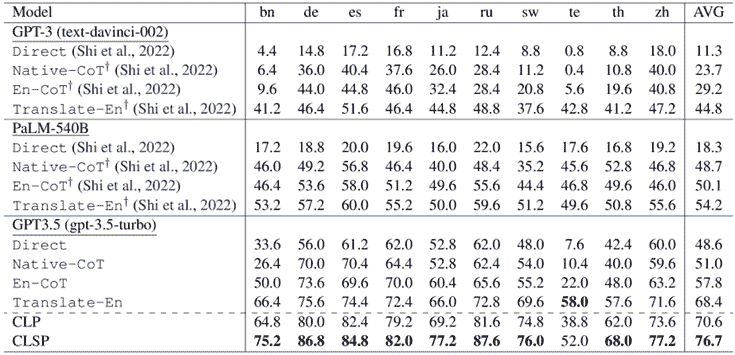 Model bn de es fr ja ru sw te th zh AVG
GPT-3 (text-davinci-002)
Direct (Shi et al., 2022) 4.4 14.8 17.2 16.8 11.2 12.4 8.8 0.8 8.8 18.0 11.3
Native-CoT† (Shi et al., 2022) 6.4 36.0 40.4 37.6 26.0 28.4 11.2 0.4 10.8 40.0 23.7
En-CoT† (Shi et al., 2022) 9.6 44.0 44.8 46.0 32.4 28.4 20.8 5.6 19.6 40.8 29.2
Translate-En† (Shi et al., 2022) 41.2 46.4 51.6 46.4 44.8 48.8 37.6 42.8 41.2 47.2 44.8
PaLM-540B
Direct (Shi et al., 2022) 17.2 18.8 20.0 19.6 16.0 22.0 15.6 17.6 16.8 19.2 18.3
Native-CoT† (Shi et al., 2022) 46.0 49.2 56.8 46.4 40.0 48.4 35.2 45.6 52.8 46.8 48.7
En-CoT† (Shi et al., 2022) 46.4 53.6 58.0 51.2 49.6 55.6 44.4 46.8 49.6 46.0 50.1
Translate-En† (Shi et al., 2022) 53.2 57.2 60.0 55.2 50.0 59.6 51.2 49.6 50.8 55.6 54.2
GPT3.5 (gpt-3.5-turbo)
Direct 33.6 56.0 61.2 62.0 52.8 62.0 48.0 7.6 42.4 60.0 48.6
Native-CoT 26.4 70.0 70.4 64.4 52.8 62.4 54.0 10.4 40.0 59.6 51.0
En-CoT 50.0 73.6 69.6 70.0 60.4 65.6 55.2 22.0 48.0 63.2 57.8
Translate-En 66.4 75.6 74.4 72.4 66.0 72.8 69.6 58.0 57.6 71.6 68.4
CLP 64.8 80.0 82.4 79.2 69.2 81.6 74.8 38.8 62.0 73.6 70.6
CLSP 75.2 86.8 84.8 82.0 77.2 87.6 76.0 52.0 68.0 77.2 76.7